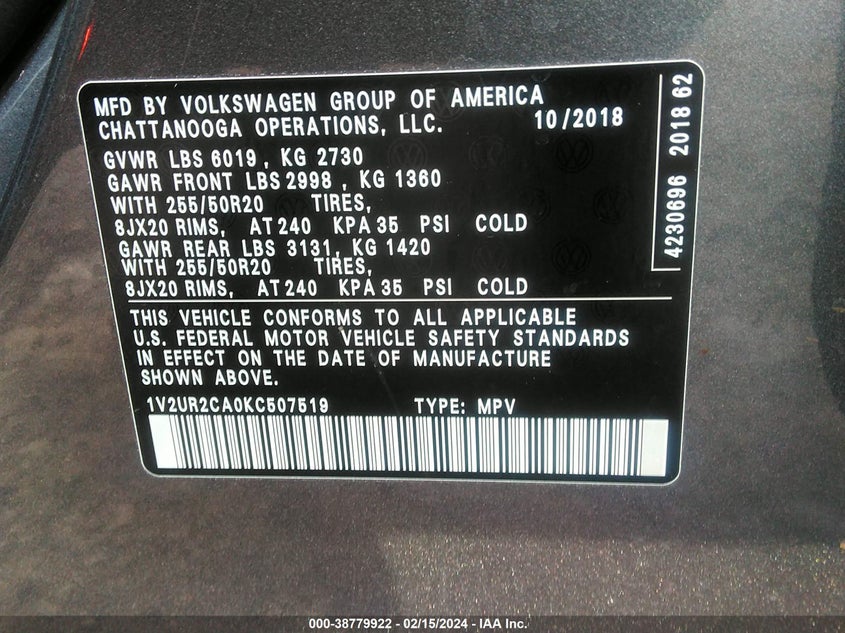 MFD BY VOLKSWAGEN GROUP OF AMERICA
CHATTANOOGA OPERATIONS, LLC. 10/2018
GVWR LBS 6019, KG 2730
GAWR FRONT LBS 2998, KG 1360
WITH 255/50R20 TIRES,
8JX20 RIMS, AT 240 KPA 35 PSI COLD
GAWR REAR LBS 3131, KG 1420
WITH 255/50R20 TIRES,
8JX20 RIMS, AT 240 KPA 35 PSI COLD
THIS VEHICLE CONFORMS TO ALL APPLICABLE
U.S. FEDERAL MOTOR VEHICLE SAFETY STANDARDS
IN EFFECT ON THE DATE OF MANUFACTURE
SHOWN ABOVE.
1V2UR2CA0KC507519 TYPE: MPV
4230696 2018 62
000-38779922 - 02/15/2024 - IAA Inc.